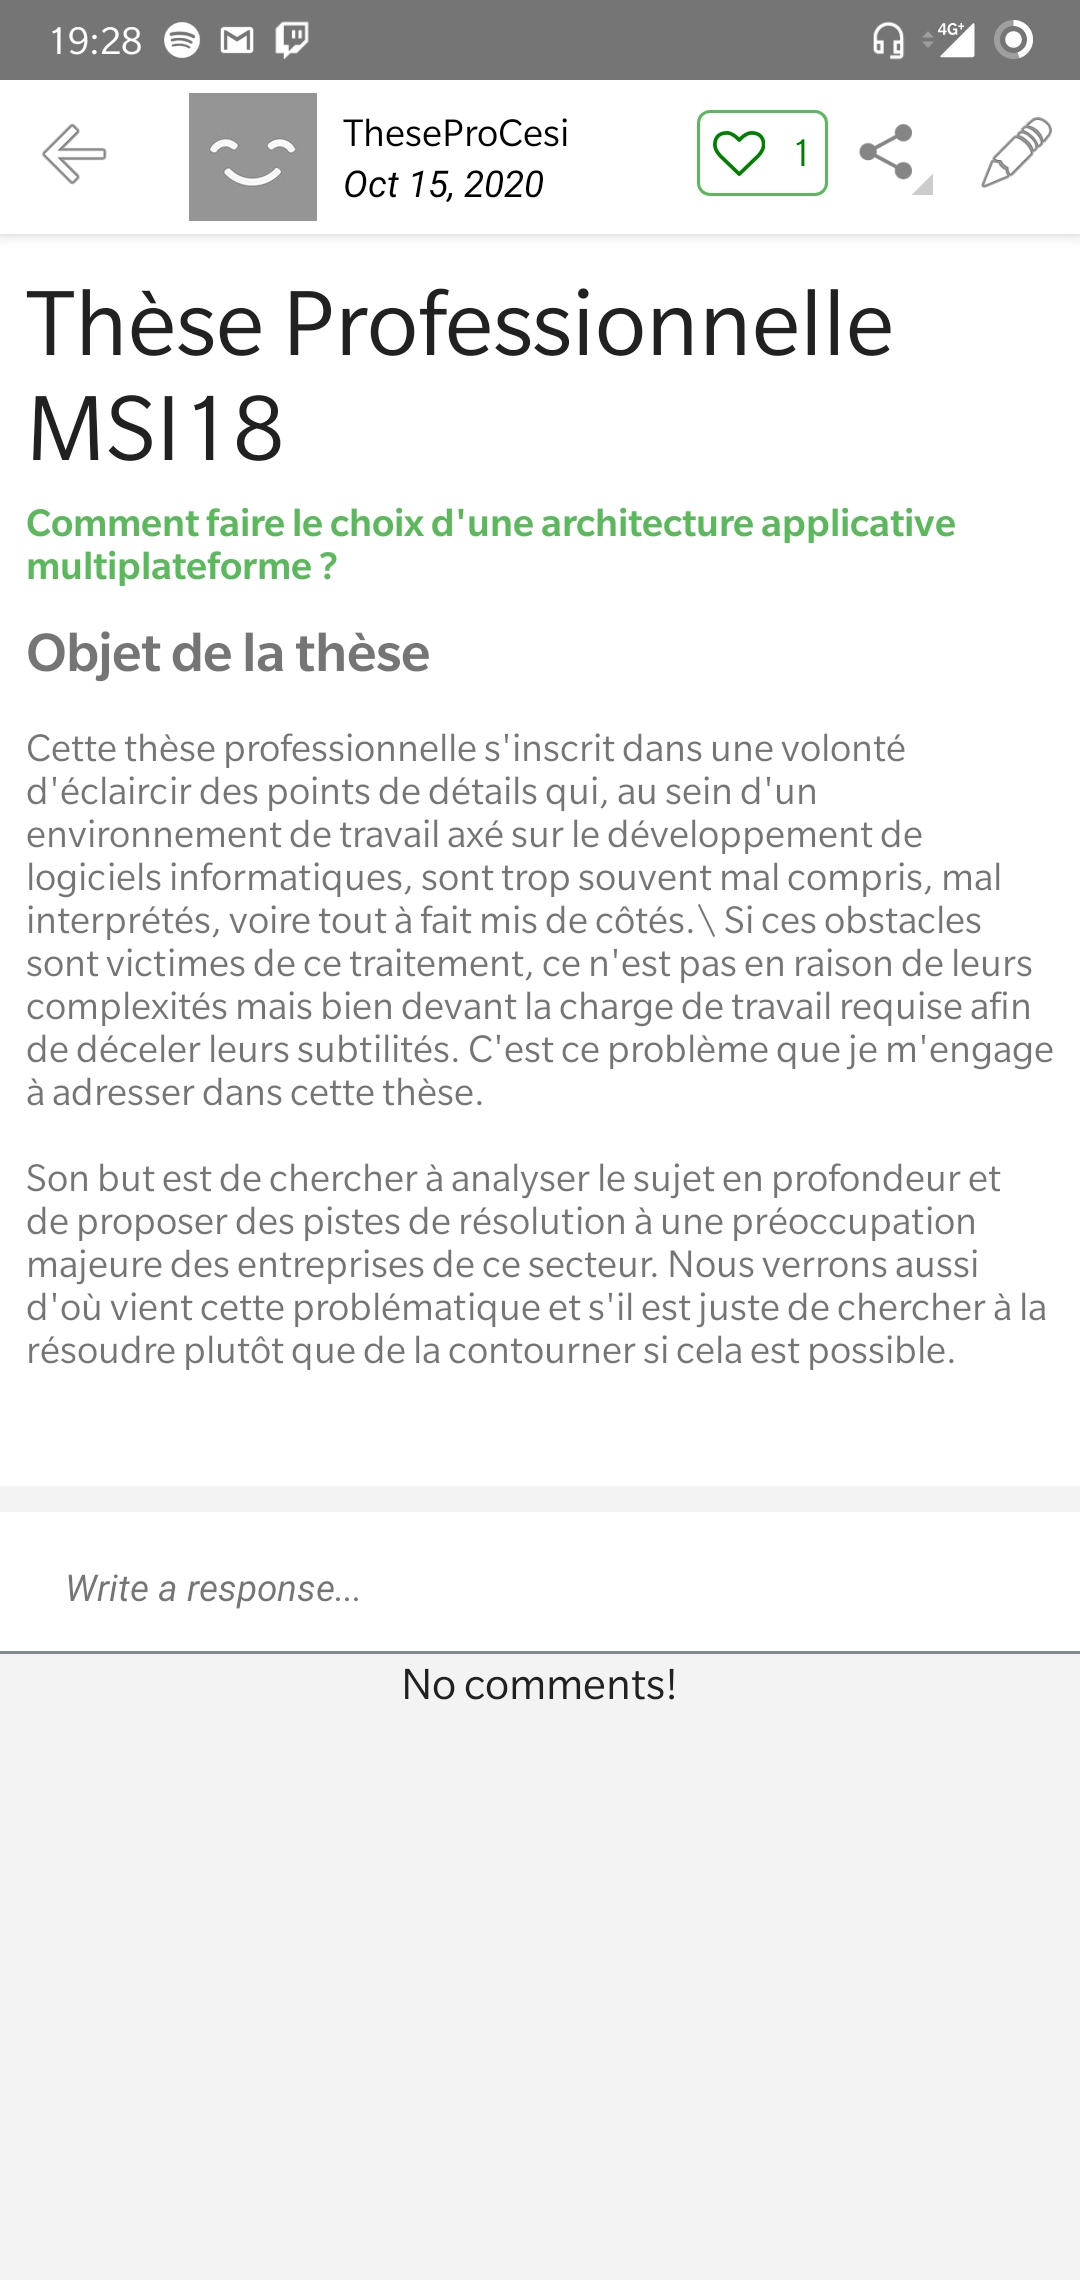 19:28
4G+
TheseProCesi
Oct 15, 2020
1
Thèse Professionnelle
MSI18
Comment faire le choix d'une architecture applicative
multiplateforme ?
Objet de la thèse
Cette thèse professionnelle s'inscrit dans une volonté
d'éclaircir des points de détails qui, au sein d'un
environnement de travail axé sur le développement de
logiciels informatiques, sont trop souvent mal compris, mal
interprétés, voire tout à fait mis de côtés.\ Si ces obstacles
sont victimes de ce traitement, ce n'est pas en raison de leurs
complexités mais bien devant la charge de travail requise afin
de déceler leurs subtilités. C'est ce problème que je m'engage
à adresser dans cette thèse.
Son but est de chercher à analyser le sujet en profondeur et
de proposer des pistes de résolution à une préoccupation
majeure des entreprises de ce secteur. Nous verrons aussi
d'où vient cette problématique et s'il est juste de chercher à la
résoudre plutôt que de la contourner si cela est possible.
Write a response...
No comments!